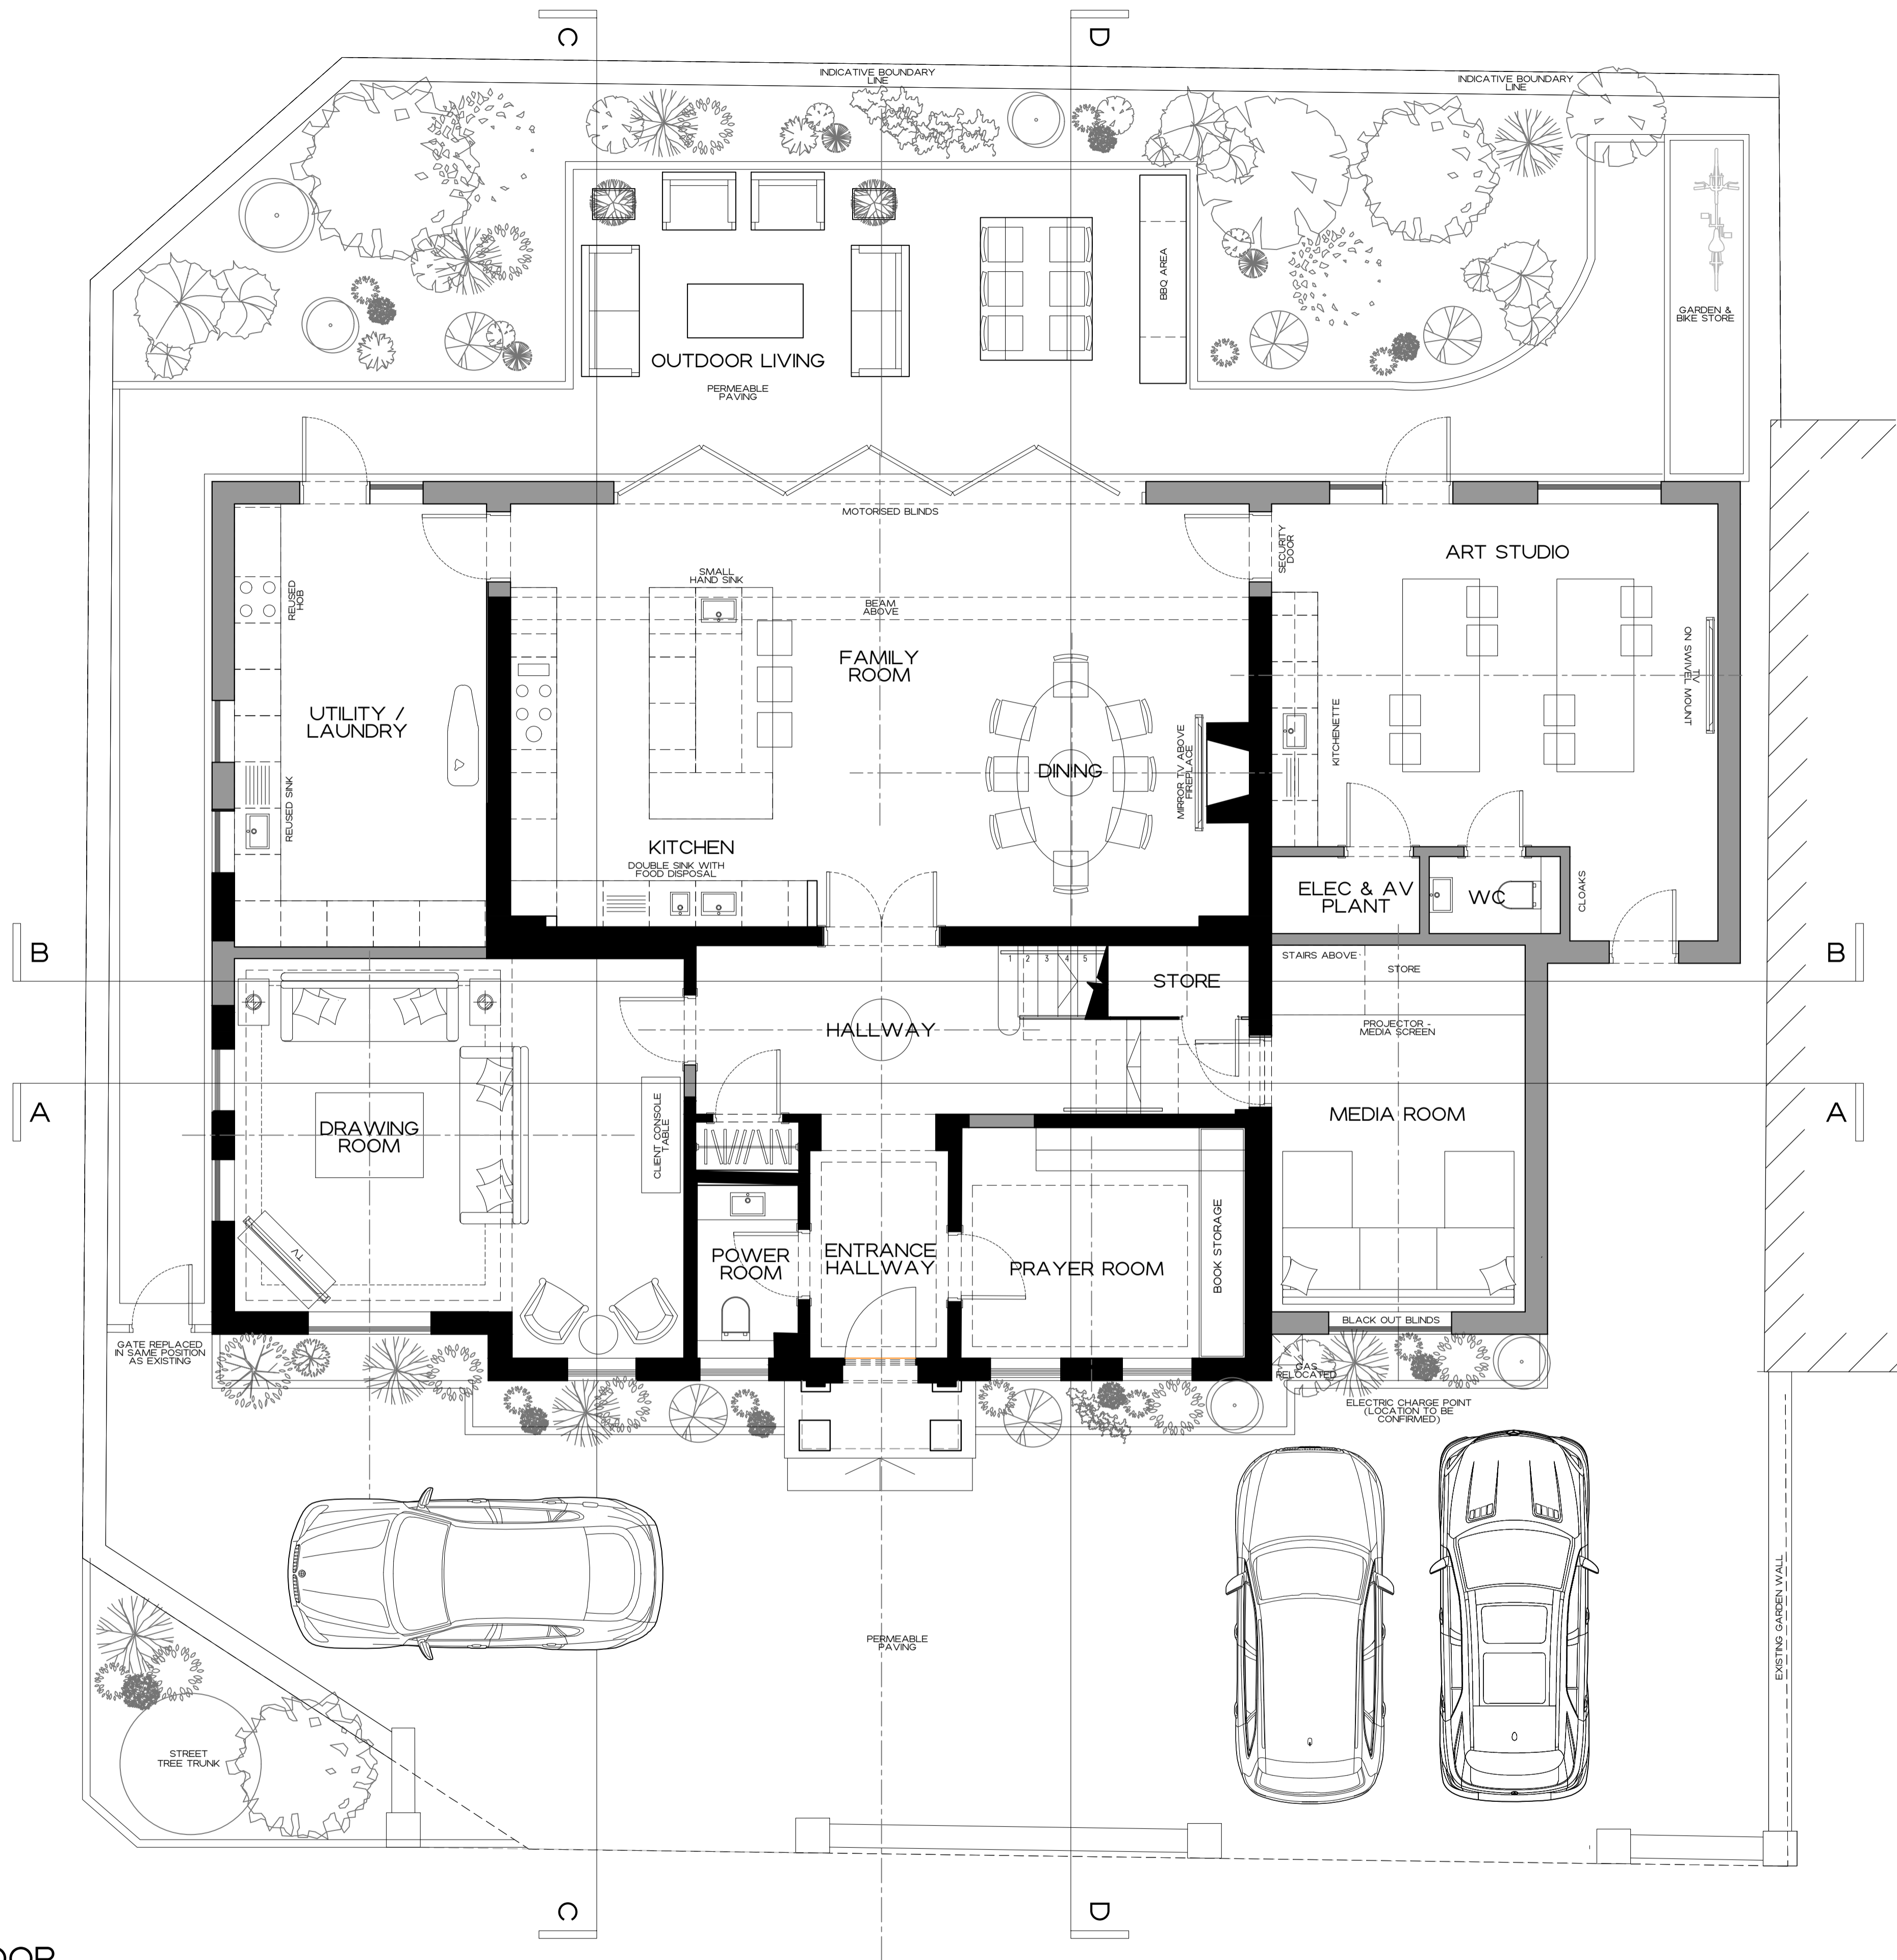 C
D
INDICATIVE BOUNDARY
LINE
INDICATIVE BOUNDARY
LINE
BBQ AREA
GARDEN &
BIKE STORE
OUTDOOR LIVING
PERMEABLE
PAVING
MOTORISED BLINDS
SECURITY
DOOR
ART STUDIO
SMALL
HAND SINK
REUSED
HOB
BEAM
ABOVE
FAMILY
ROOM
TV
ON SWIVEL MOUNT
UTILITY /
LAUNDRY
KITCHENETTE
DINING
MIRROR TV ABOVE
FIREPLACE
REUSED SINK
KITCHEN
DOUBLE SINK WITH
FOOD DISPOSAL
ELEC & AV
PLANT
WC
CLOAKS
B
B
1 2 3 4 5
STORE
STAIRS ABOVE
STORE
HALLWAY
PROJECTOR -
MEDIA SCREEN
A
A
DRAWING
ROOM
CLIENT CONSOLE
TABLE
MEDIA ROOM
TV
POWER
ROOM
ENTRANCE
HALLWAY
PRAYER ROOM
BOOK STORAGE
GATE REPLACED
IN SAME POSITION
AS EXISTING
BLACK OUT BLINDS
GAS
RELOCATED
ELECTRIC CHARGE POINT
(LOCATION TO BE
CONFIRMED)
PERMEABLE
PAVING
EXISTING GARDEN WALL
STREET
TREE TRUNK
C
D